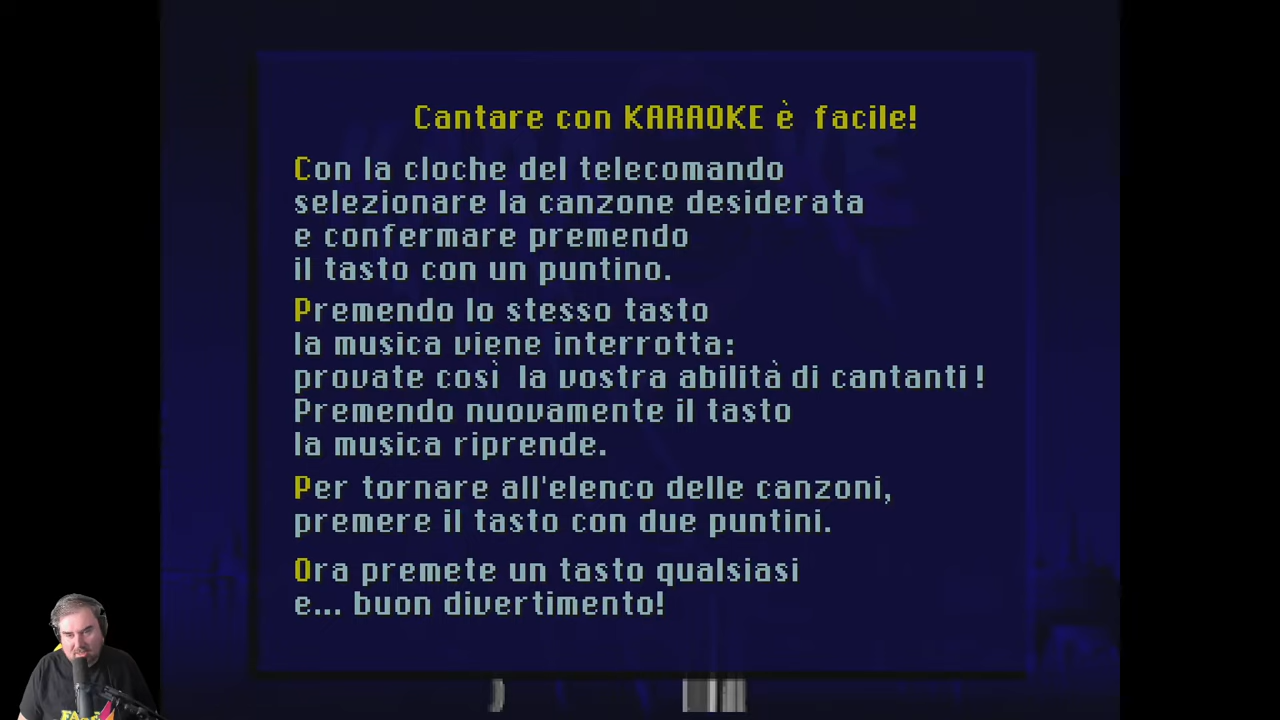 Cantare con KARAOKE è facile!
Con la cloche del telecomando
selezionare la canzone desiderata
e confermare premendo
il tasto con un puntino.
Premendo lo stesso tasto
la musica viene interrotta:
provate così la vostra abilità di cantanti !
Premendo nuovamente il tasto
la musica riprende.
Per tornare all'elenco delle canzoni,
premere il tasto con due puntini.
Ora premete un tasto qualsiasi
e... buon divertimento!